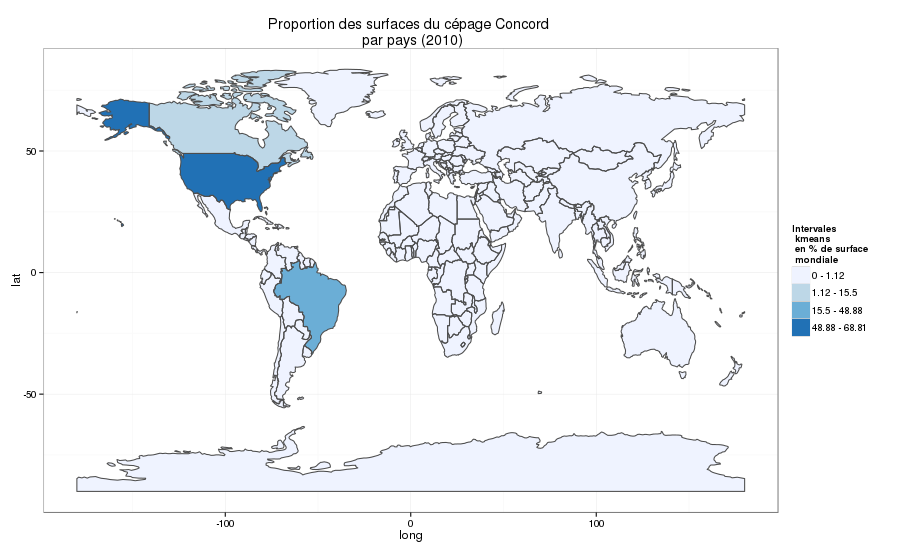 Proportion des surfaces du cépage Concord
par pays (2010)
50
0
-50
lat
-100
0
100
long
Intervales
kmeans
en % de surface
mondiale
0 - 1.12
1.12 - 15.5
15.5 - 48.88
48.88 - 68.81